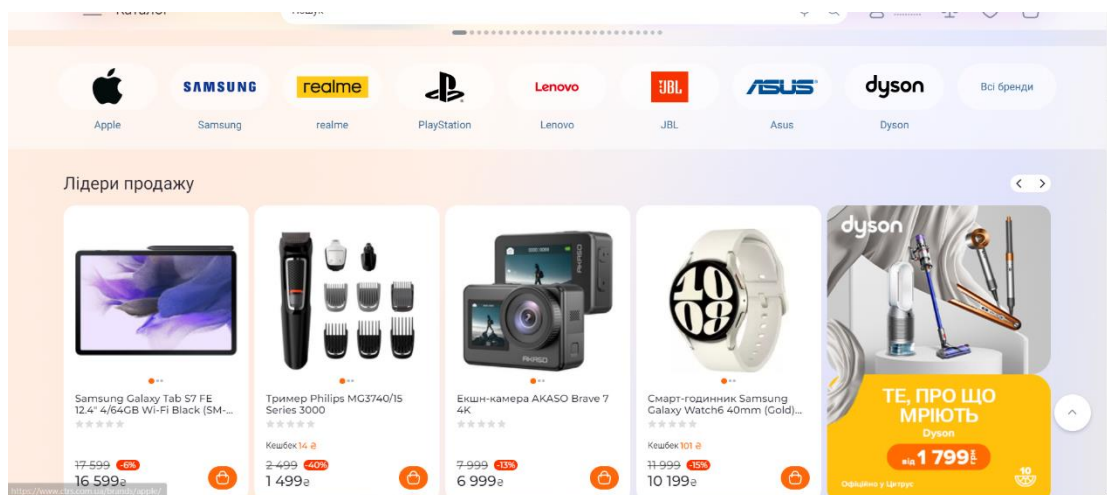 Каталог
Пошук
SAMSUNG
realme
Lenovo
JBL
ASUS
dyson
Всі бренди
Apple
Samsung
realme
PlayStation
Lenovo
JBL
Asus
Dyson
Лідери продажу
Samsung Galaxy Tab S7 FE
12.4" 4/64GB Wi-Fi Black (SM-...
17 599 -6%
16 599₴
Тример Philips MG3740/15
Series 3000
Кешбек 14 ₴
2 499 -40%
1 499₴
AKASO
AKASO
Екшн-камера AKASO Brave 7
4K
7 999 -13%
6 999₴
10
08
Смарт-годинник Samsung
Galaxy Watch6 40mm (Gold)...
Кешбек 101 ₴
11 999 -15%
10 199₴
dyson
ТЕ, ПРО ЩО
МРІЮТЬ
Dyson
від 1 799 грн
Офіційно у Цитрус
10
https://www.ctrs.com.ua/brands/apple/